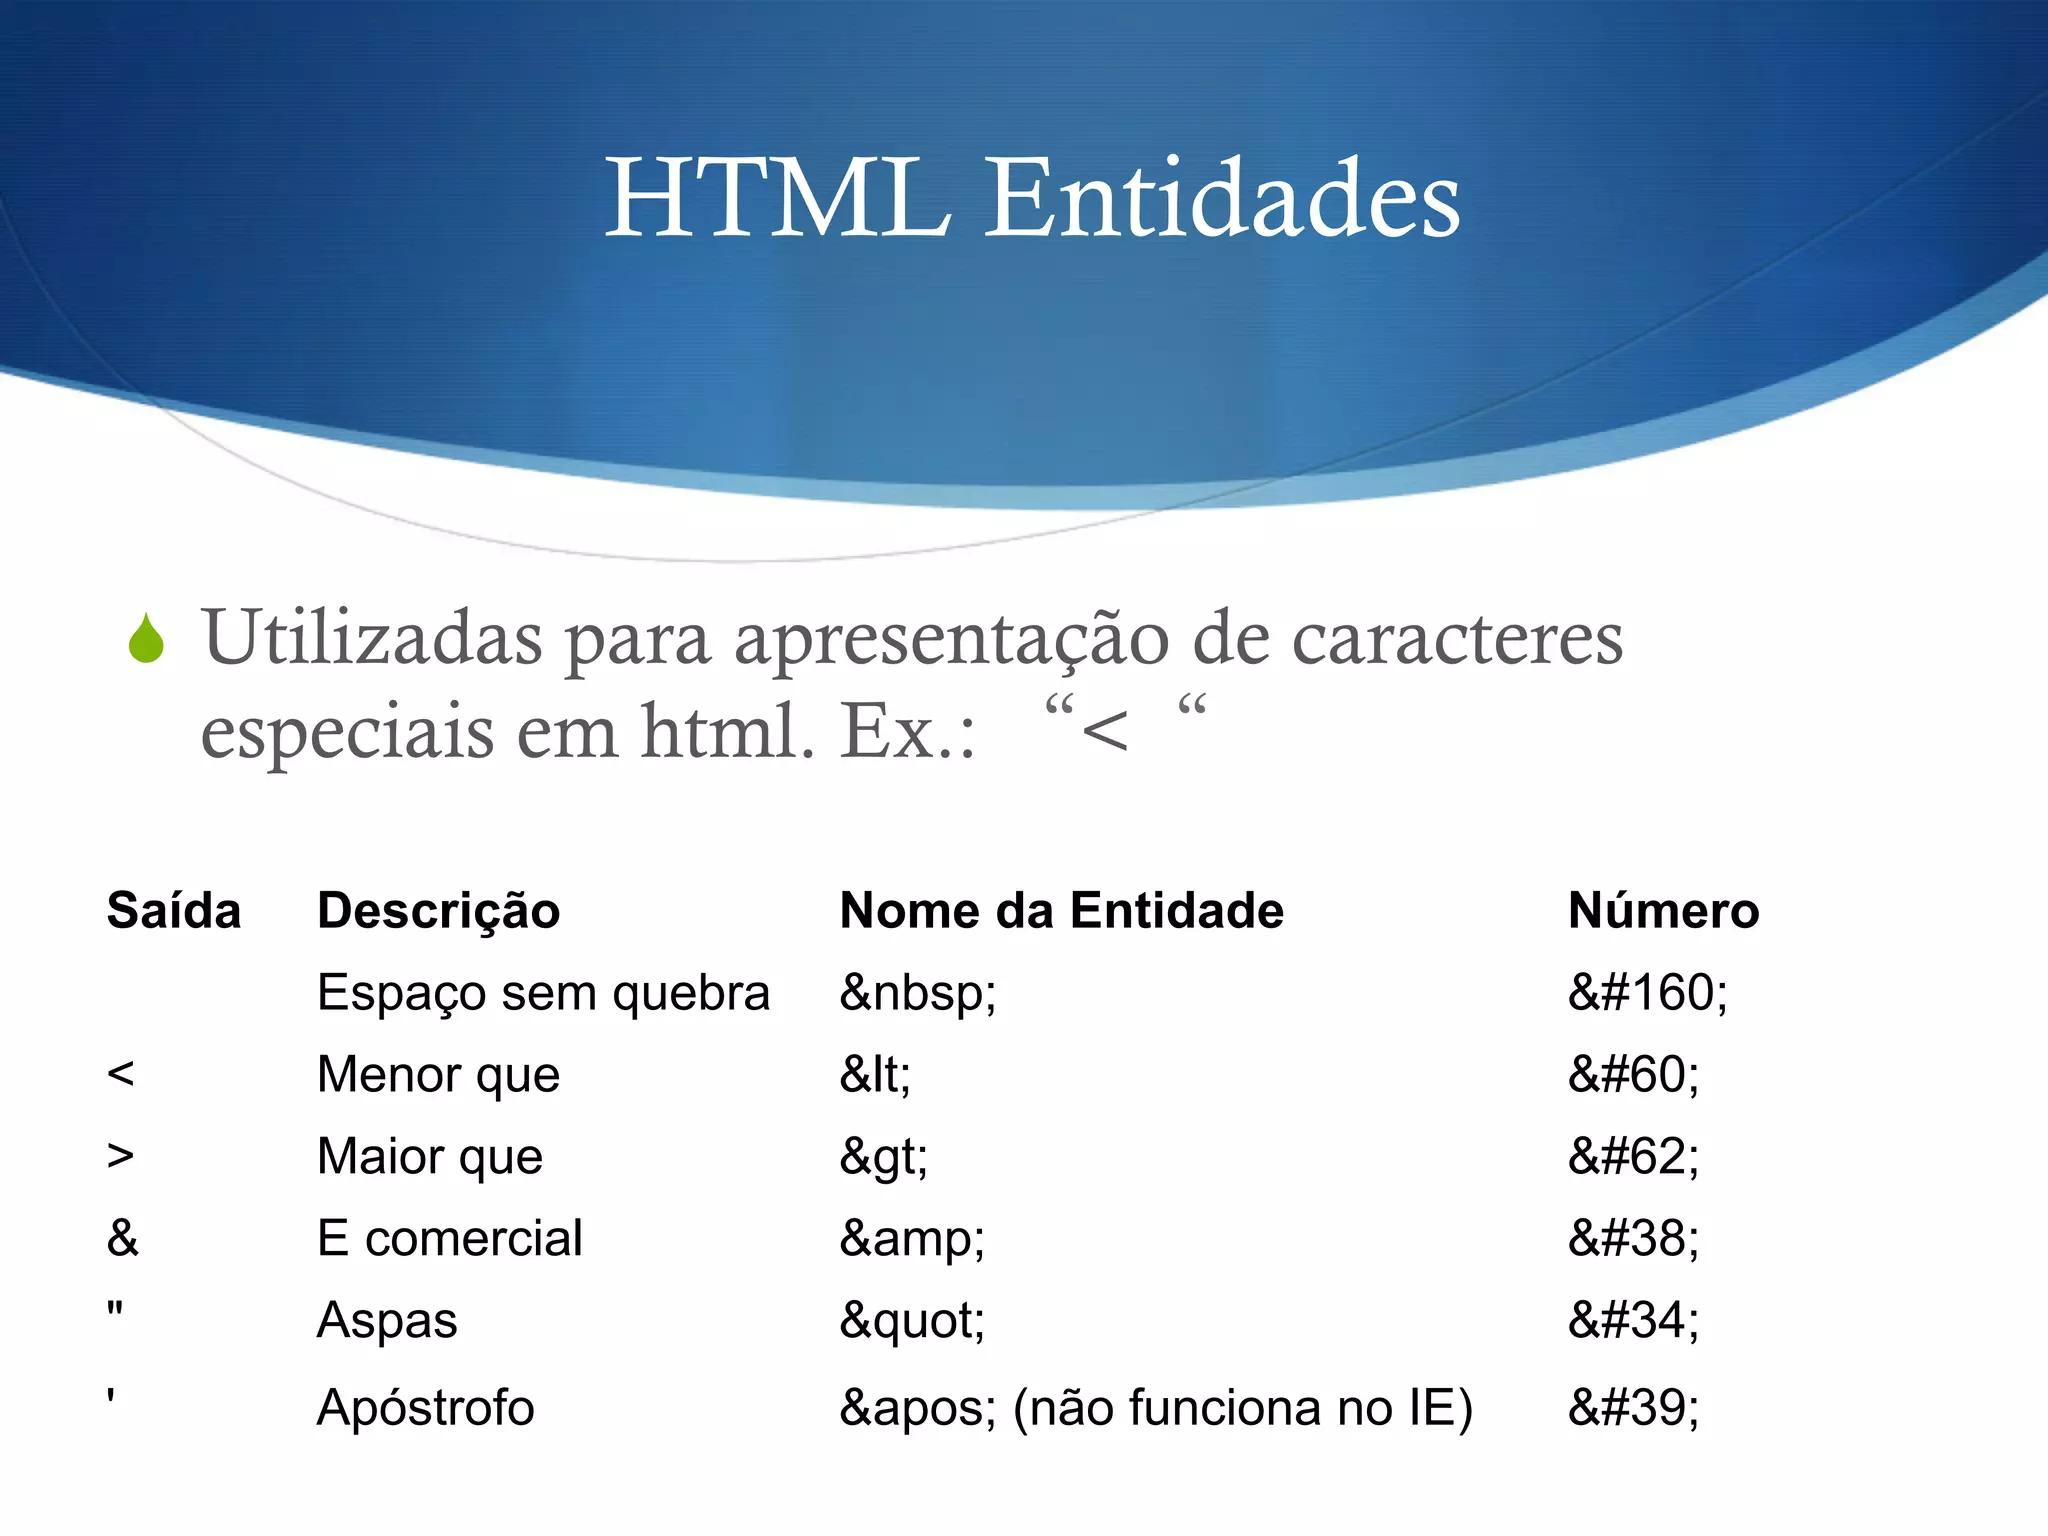 HTML Entidades
Utilizadas para apresentação de caracteres
especiais em html. Ex.: “< “
Saída Descrição Nome da Entidade Número
Espaço sem quebra &nbsp; &#160;
< Menor que &lt; &#60;
> Maior que &gt; &#62;
& E comercial &amp; &#38;
" Aspas &quot; &#34;
' Apóstrofo &apos; (não funciona no IE) &#39;